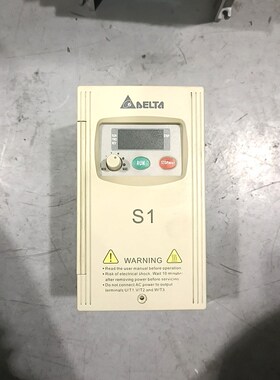 DELTA
RUN
STOP/RESET
S1
WARNING
• Read the user manual before operation.
• Risk of electrical shock. Wait 10 minutes
after removing power before servicing.
• Do not connect AC power to output
terminals U/T1, V/T2 and W/T3.